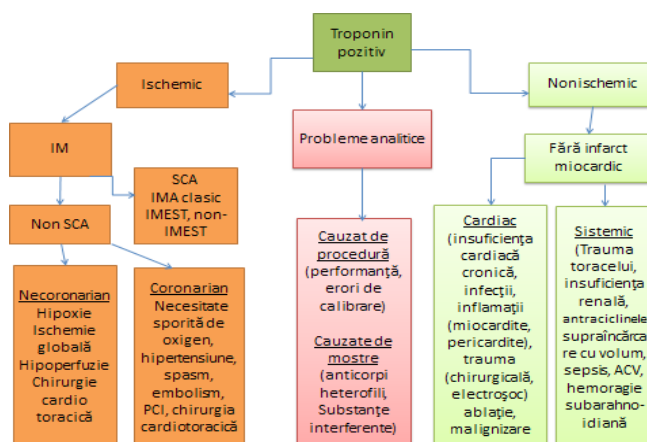 Troponin
pozitiv
Ischemic
Nonischemic
IM
Probleme analitice
Fără infarct
miocardic
SCA
IMA clasic
IMEST, non-
IMEST
Non SCA
Necoronarian
Hipoxie
Ischemie
globală
Hipoperfuzie
Chirurgie
cardio
toracică
Coronarian
Necesitate
sporită de
oxigen,
hipertensiune,
spasm,
embolism,
PCI, chirurgia
cardiotoracică
Cauzat de
procedură
(performanță,
erori de
calibrare)
Cauzate de
mostre
(anticorpi
heterofili,
Substanțe
interferente)
Cardiac
(insuficiența
cardiacă
cronică,
infecții,
inflamații
(miocardite,
pericardite),
trauma
(chirurgicală,
electroșoc)
ablație,
malignizare
Sistemic
(Trauma
toracelui,
insuficiența
renală,
antraciclinele
supraîncărca
re cu volum,
sepsis, ACV,
hemoragie
subarahno-
idiană